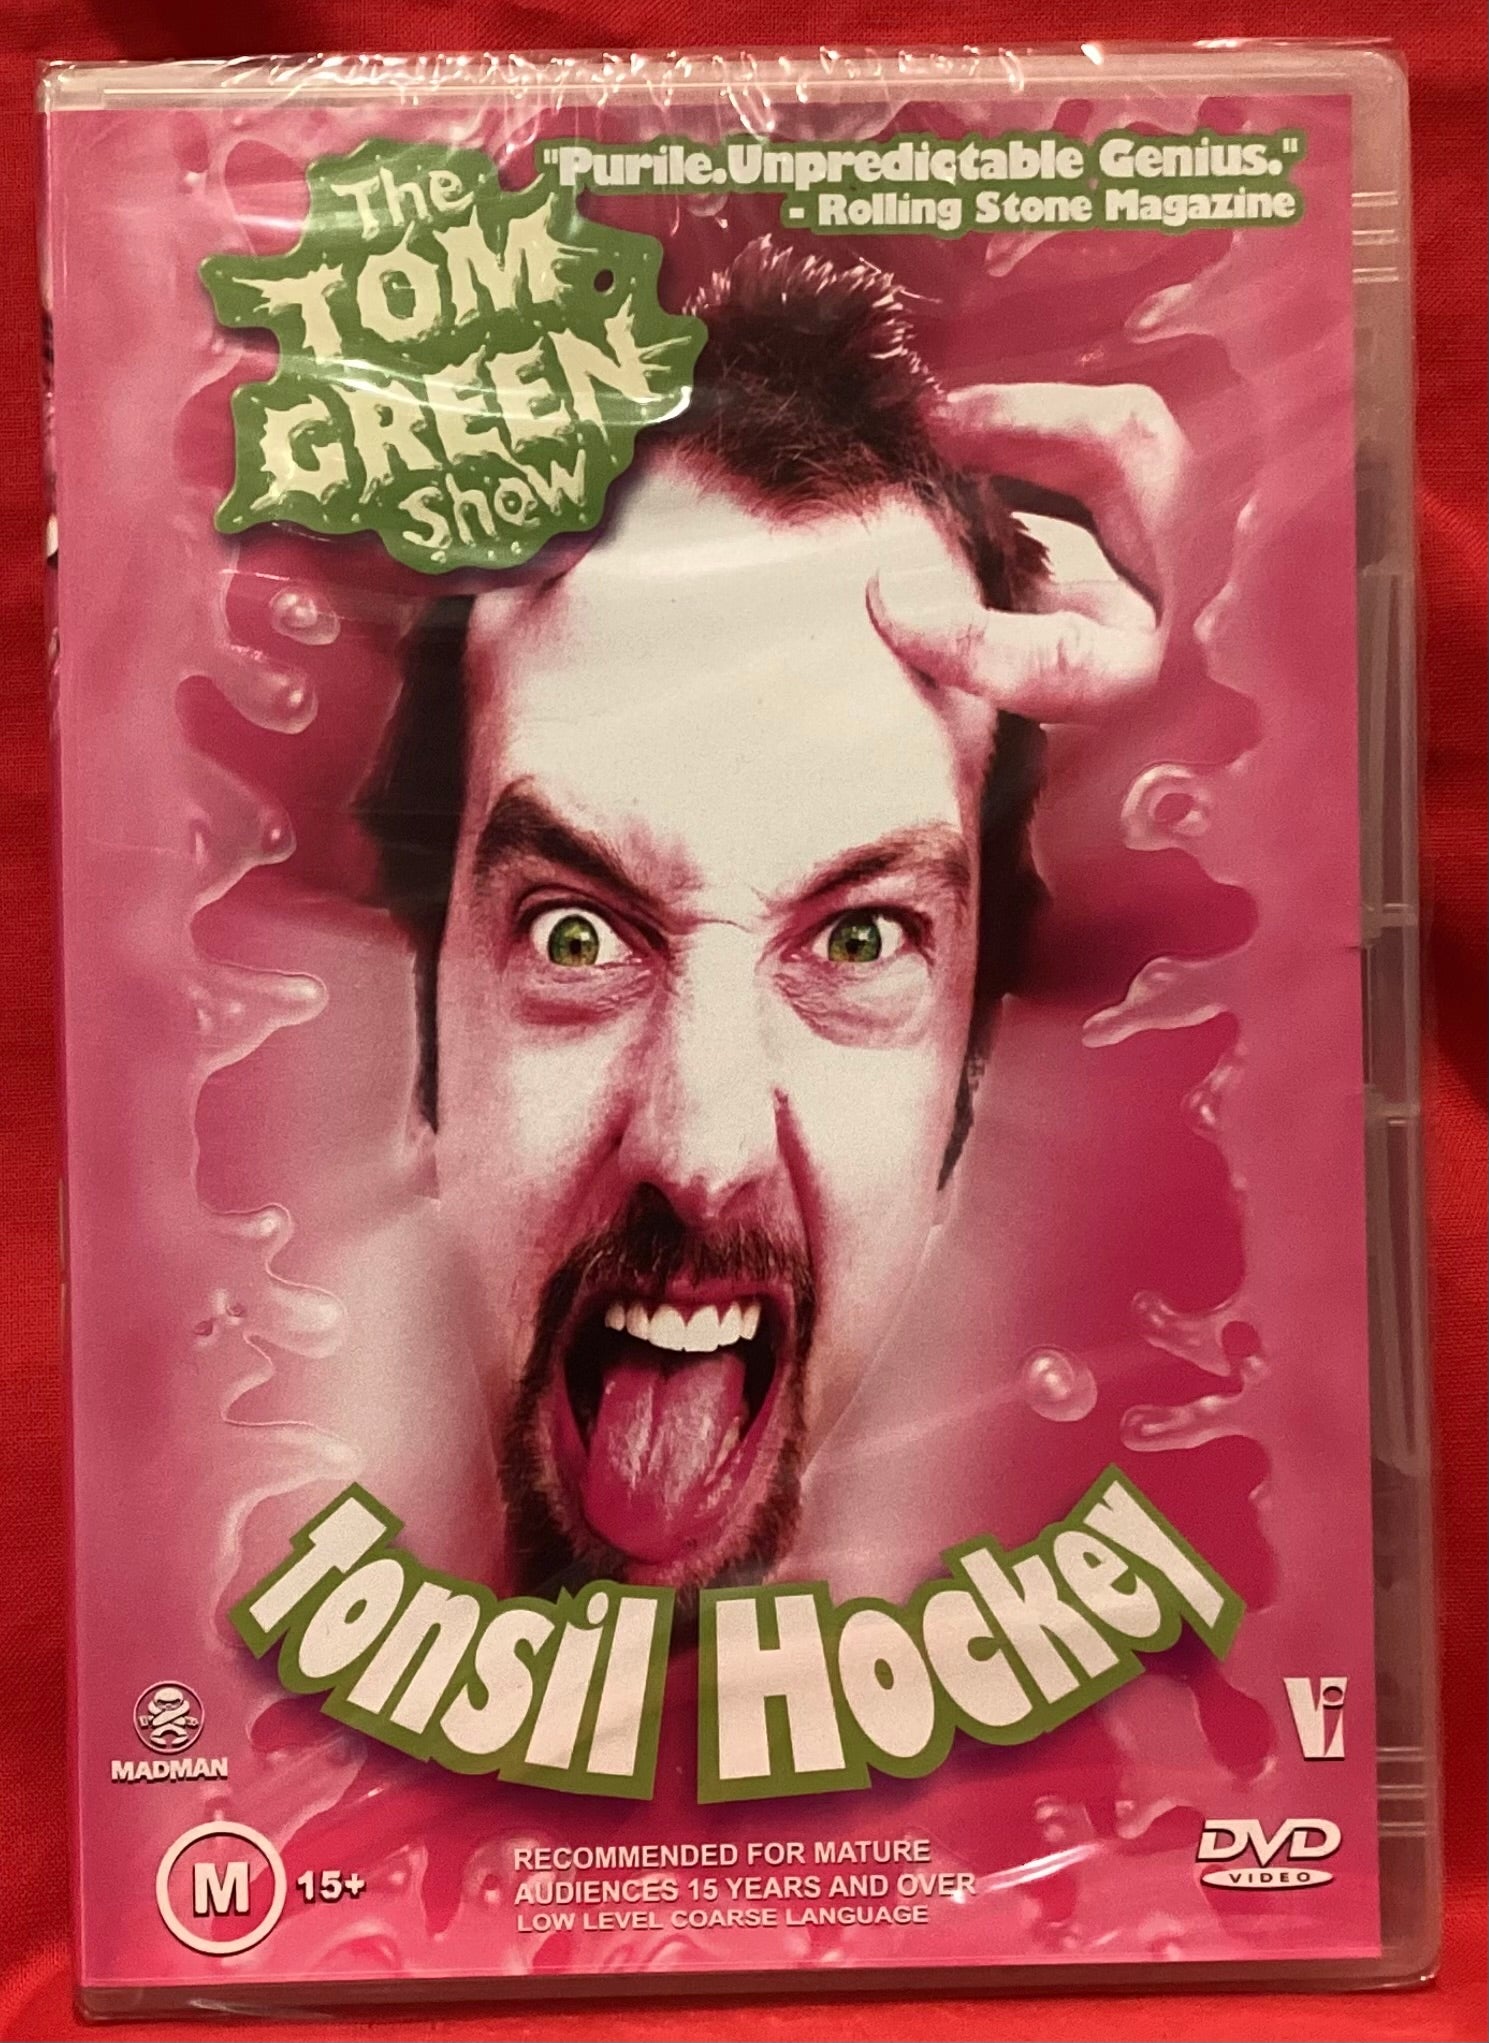 "Purile.Unpredictable Genius."
- Rolling Stone Magazine
The
TOM
GREEN
Show
Tonsil Hockey
MADMAN
Vi
M 15+
RECOMMENDED FOR MATURE
AUDIENCES 15 YEARS AND OVER
LOW LEVEL COARSE LANGUAGE
DVD
VIDEO